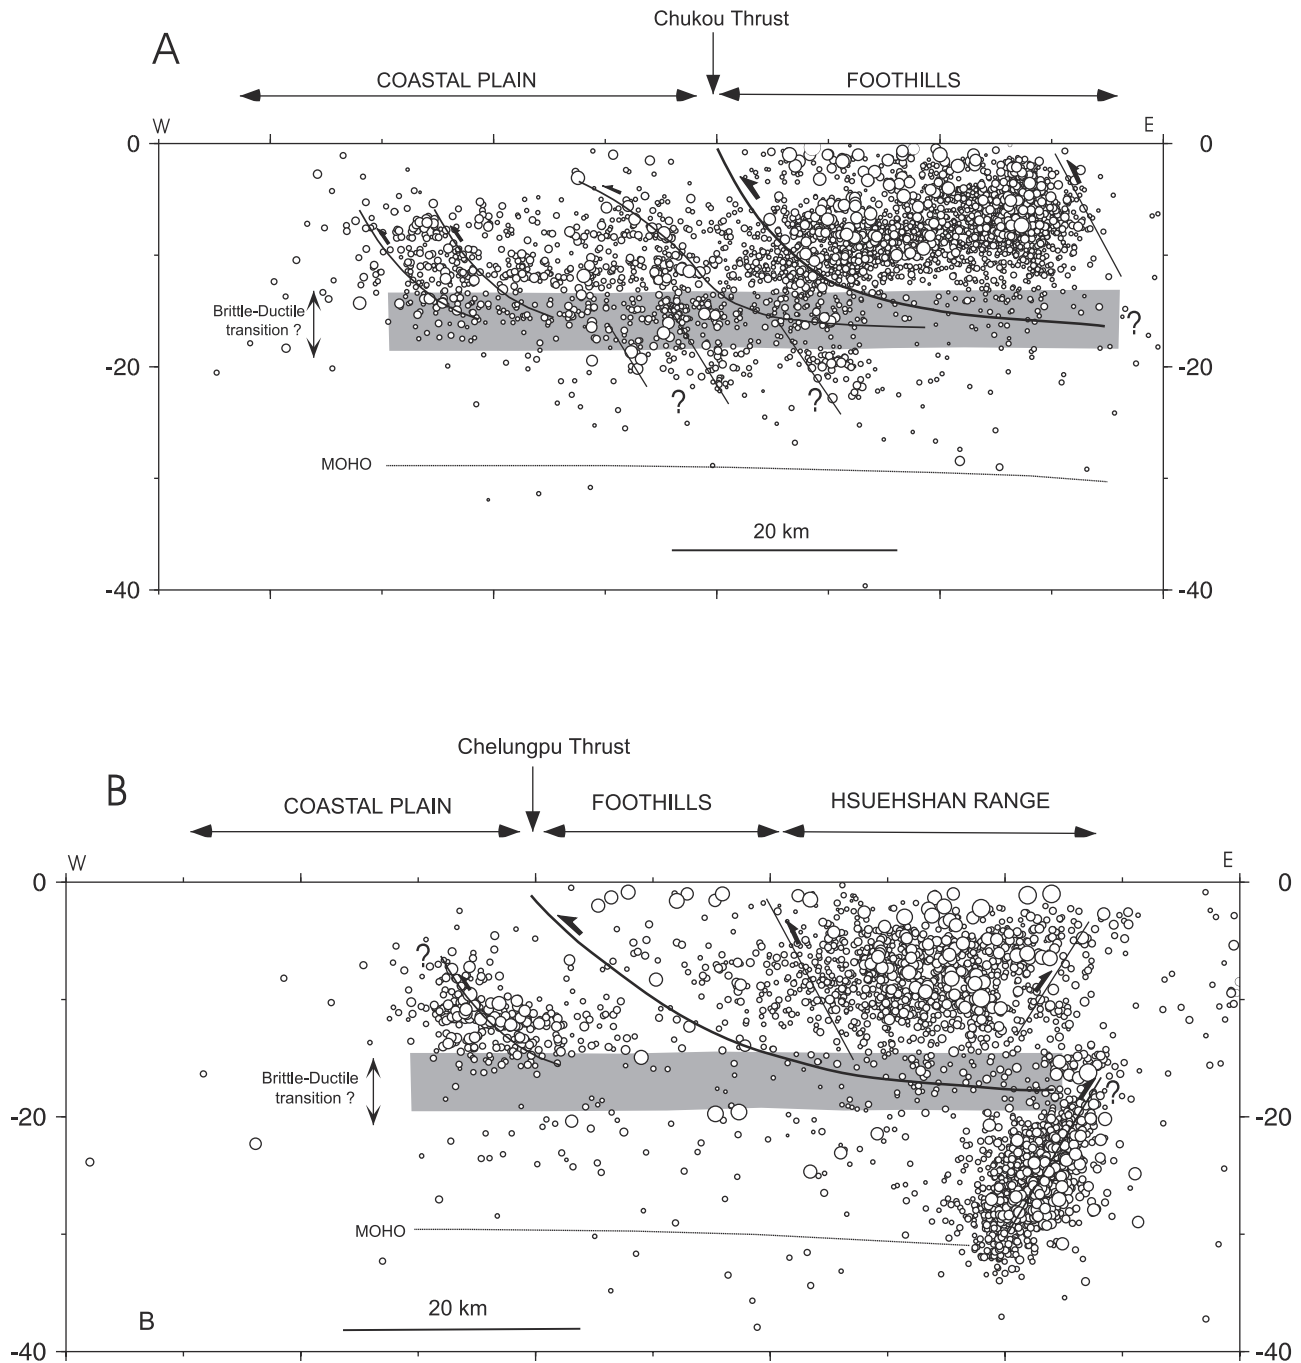 Chukou Thrust
A
COASTAL PLAIN
FOOTHILLS
W
E
0
0
Brittle-Ductile
transition ?
?
-20
-20
?
?
MOHO
20 km
-40
-40
Chelungpu Thrust
B
COASTAL PLAIN
FOOTHILLS
HSUEHSHAN RANGE
W
E
0
0
?
Brittle-Ductile
transition ?
?
-20
-20
MOHO
20 km
B
-40
-40